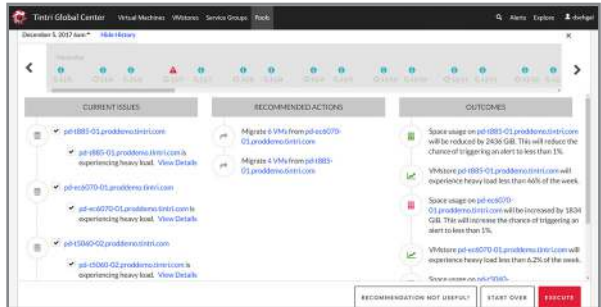 Tintri Global Center Virtual Machines VMstores Service Groups Pools Alerts Explore
December 5, 2017 6am Hide History
CURRENT ISSUES
RECOMMENDED ACTIONS
OUTCOMES
pd-t885-01.proddemo.tintri.com
pd-t885-01.proddemo.tintri.com is
experiencing heavy load. View Details
pd-ec6070-01.proddemo.tintri.com
pd-ec6070-01.proddemo.tintri.com is
experiencing heavy load. View Details
pd-t5060-02.proddemo.tintri.com
pd-t5060-02.proddemo.tintri.com is
experiencing heavy load. View Details
Migrate 6 VMs from pd-ec6070-
01.proddemo.tintri.com
Migrate 4 VMs from pd-t885-
01.proddemo.tintri.com
Space usage on pd-t885-01.proddemo.tintri.com
will be reduced by 2436 GiB. This will reduce the
chance of triggering an alert to less than 1%.
VMstore pd-t885-01.proddemo.tintri.com will
experience heavy load less than 46% of the week.
Space usage on pd-ec6070-
01.proddemo.tintri.com will be increased by 1834
GiB. This will increase the chance of triggering an
alert to less than 1%.
VMstore pd-ec6070-01.proddemo.tintri.com will
experience heavy load less than 6.2% of the week.
Space usage on pd-t5060-
RECOMMENDATION NOT USEFUL? START OVER EXECUTE